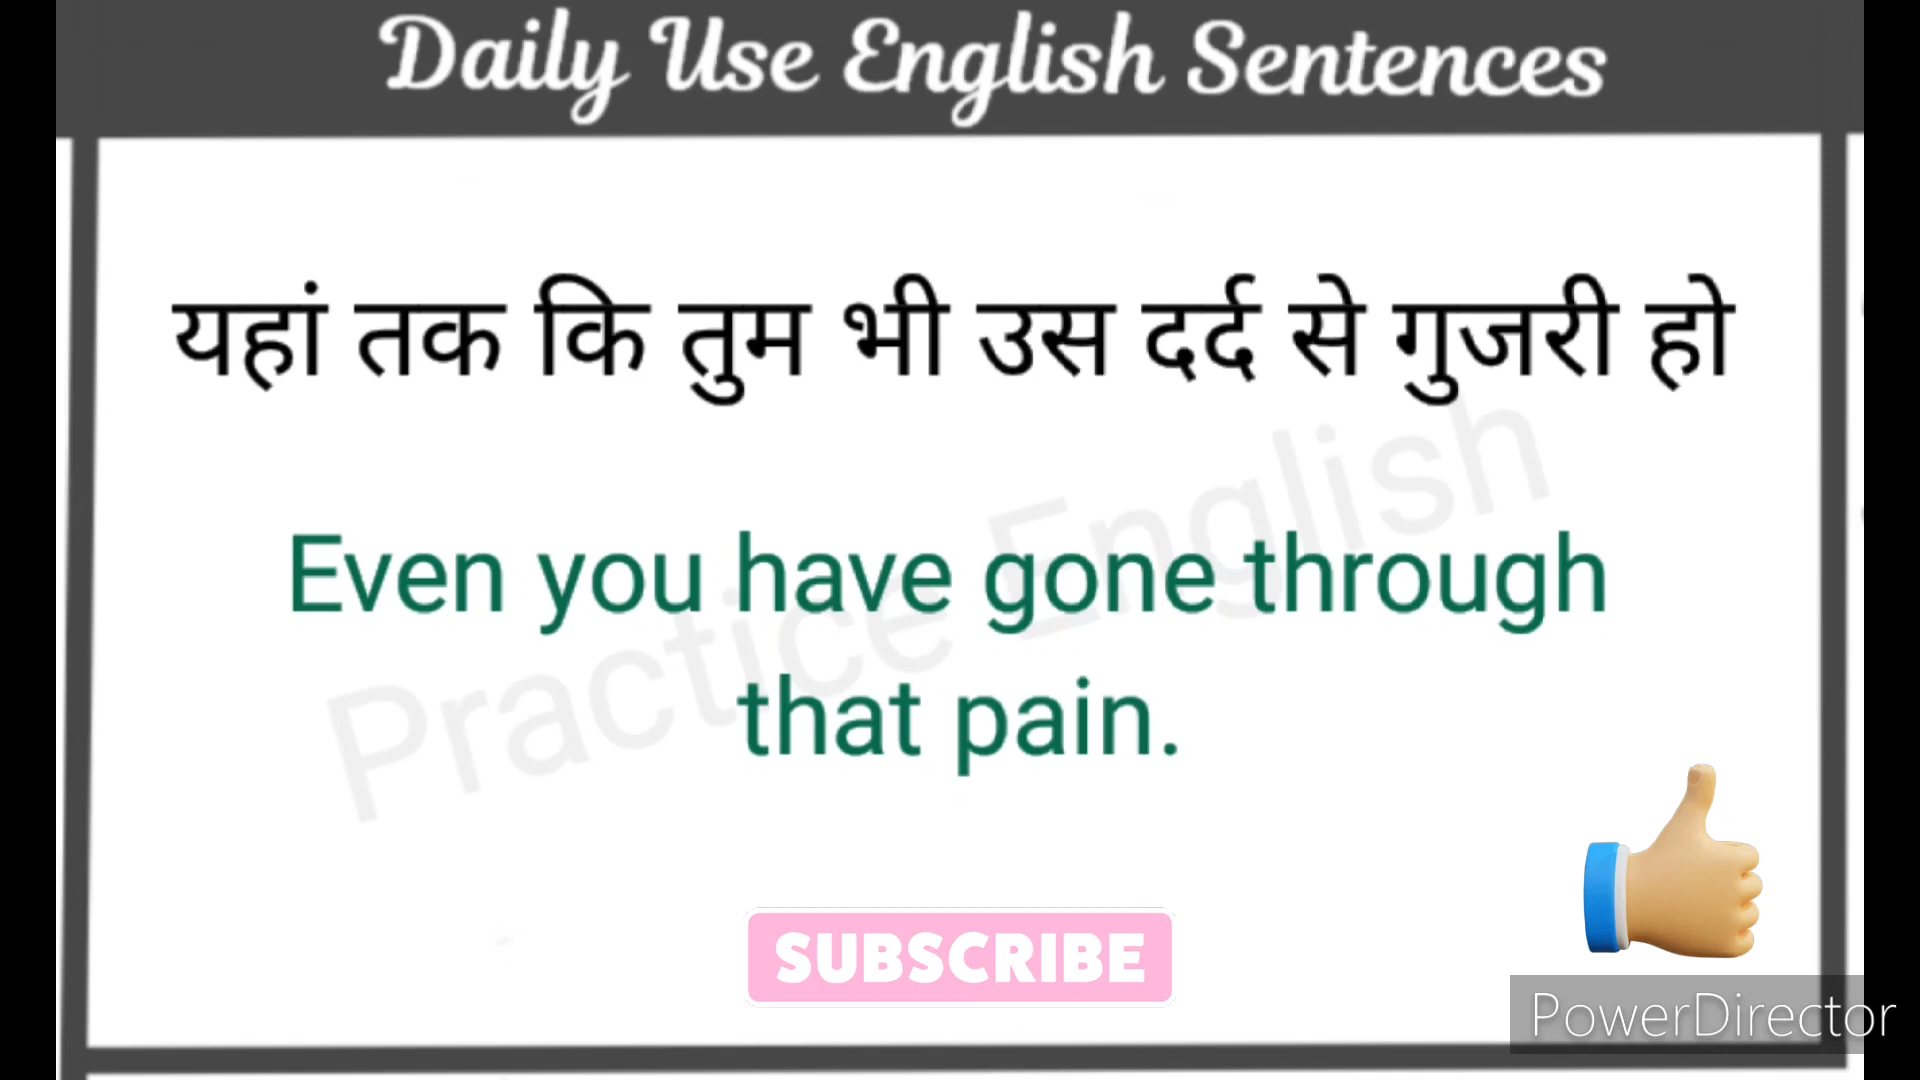 Daily Use English Sentences
यहां तक कि तुम भी उस दर्द से गुजरी हो
Even you have gone through
that pain.
Practice English
SUBSCRIBE
PowerDirector